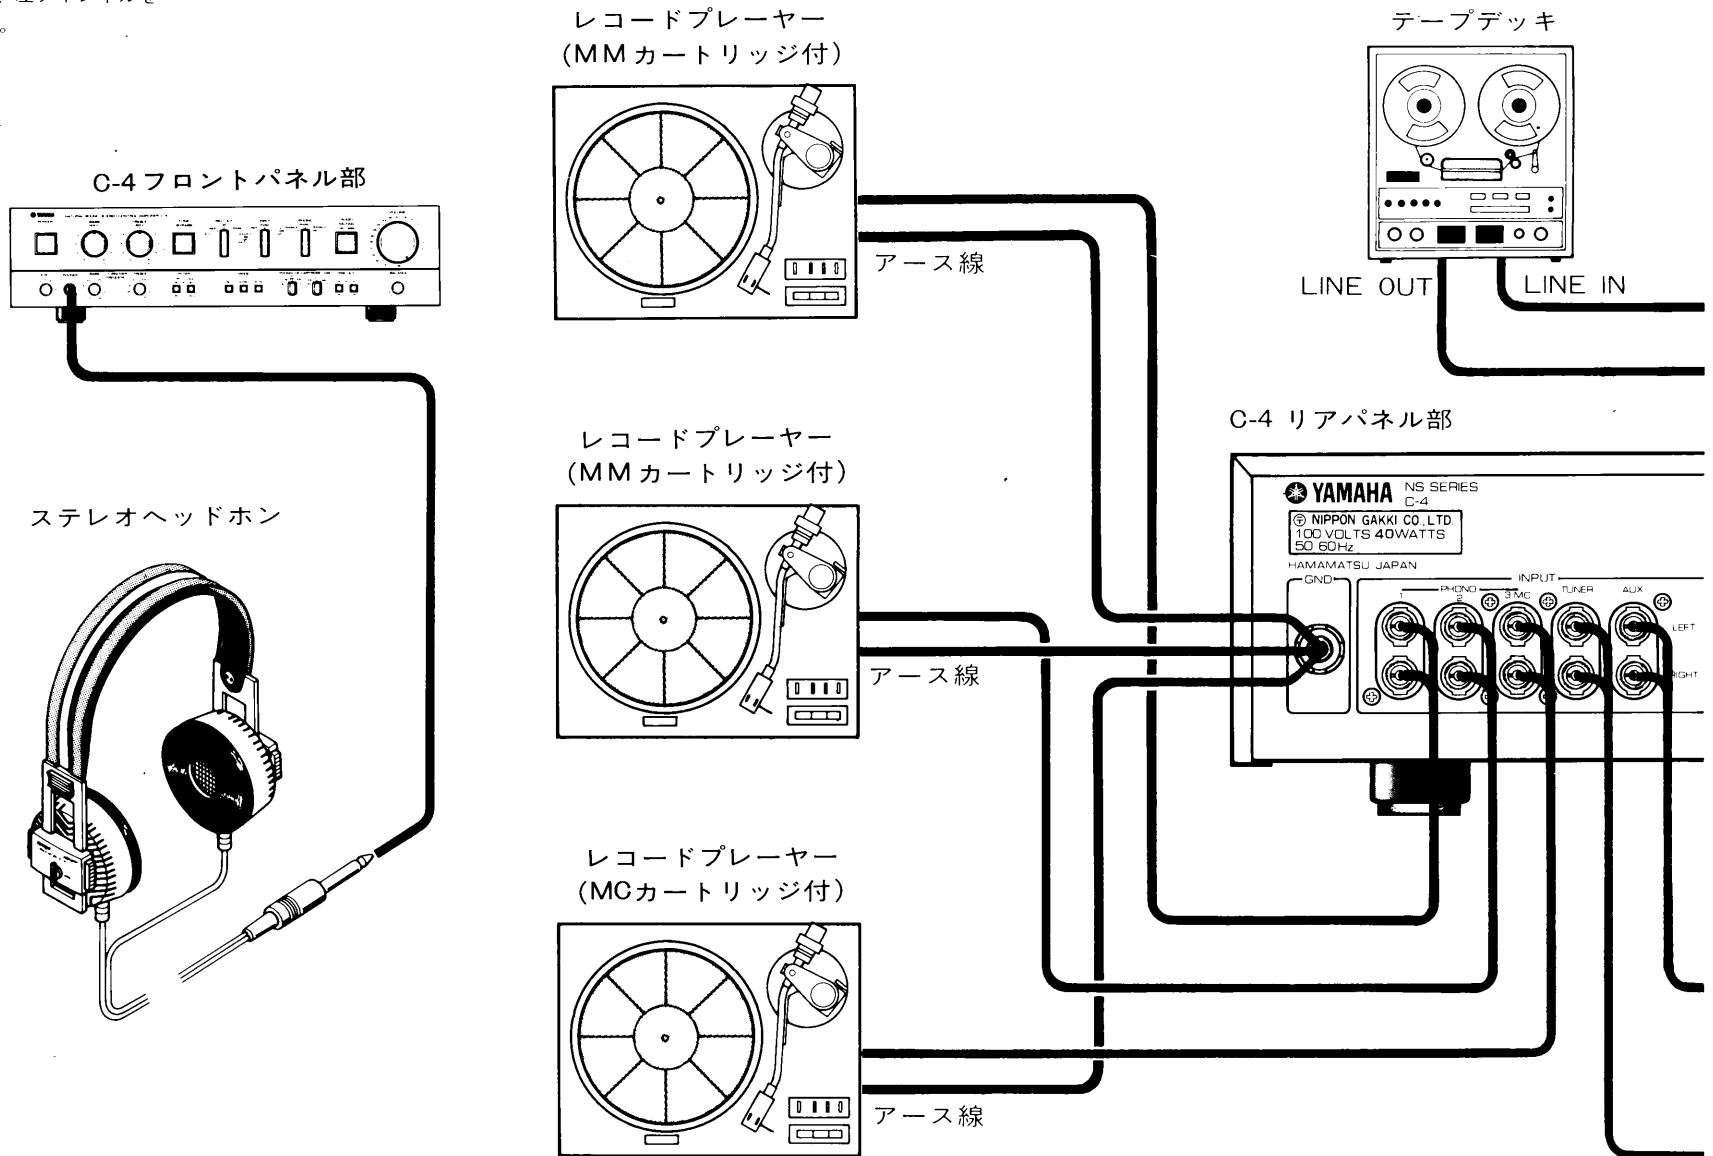 レコードプレーヤー
(MMカートリッジ付)
テープデッキ
C-4フロントパネル部
YAMAHA
アース線
LINE OUT
LINE IN
C-4 リアパネル部
レコードプレーヤー
(MMカートリッジ付)
ステレオヘッドホン
YAMAHA NS SERIES
C-4
NIPPON GAKKI CO., LTD.
100 VOLTS 40WATTS
50 60Hz
HAMAMATSU JAPAN
GND
INPUT
PHONO
1 2 3 MC TUNER AUX
LEFT
RIGHT
アース線
レコードプレーヤー
(MCカートリッジ付)
アース線